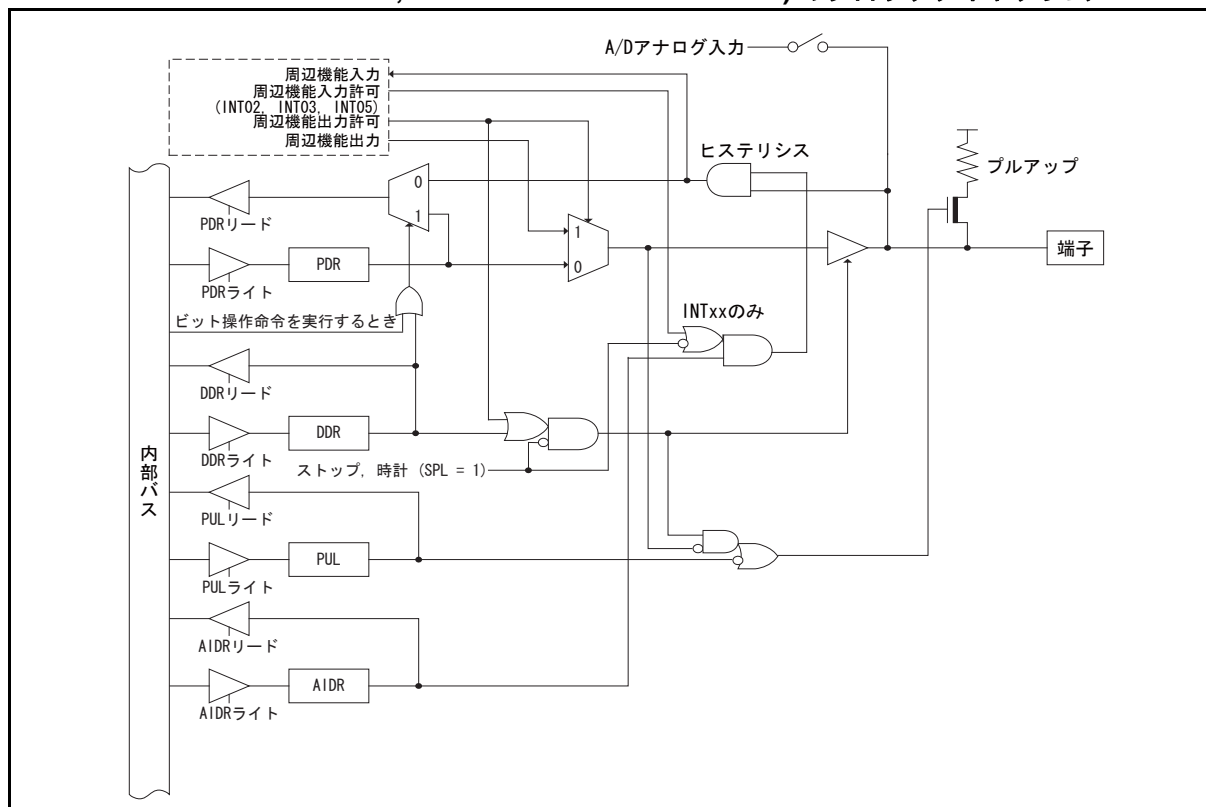 A/Dアナログ入力
周辺機能入力
周辺機能入力許可
(INT02, INT03, INT05)
周辺機能出力許可
周辺機能出力
ヒステリシス
プルアップ
0
1
PDRリード
1
0
端子
PDR
PDRライト
ビット操作命令を実行するとき
INTxxのみ
DDRリード
DDR
DDRライト
ストップ, 時計 (SPL = 1)
内部バス
PULリード
PUL
PULライト
AIDRリード
AIDR
AIDRライト